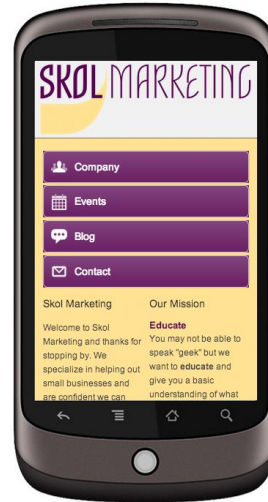 SKOL MARKETING
Company
Events
Blog
Contact
Skol Marketing
Welcome to Skol
Marketing and thanks for
stopping by. We
specialize in helping out
small businesses and
are confident we can
Our Mission
Educate
You may not be able to
speak "geek" but we
want to educate and
give you a basic
understanding of what